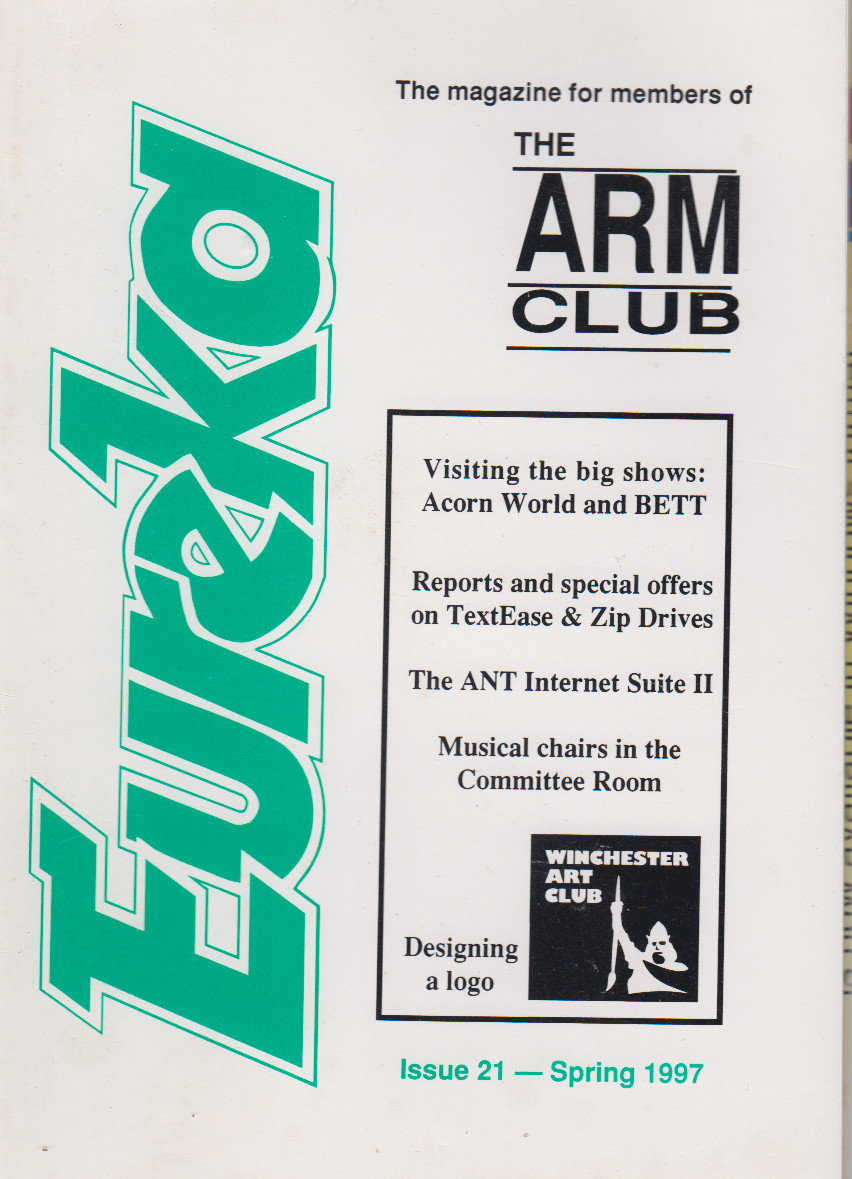 Eureka
The magazine for members of
THE
ARM
CLUB
Visiting the big shows:
Acorn World and BETT
Reports and special offers
on TextEase & Zip Drives
The ANT Internet Suite II
Musical chairs in the
Committee Room
WINCHESTER
ART
CLUB
Designing
a logo
Issue 21 — Spring 1997